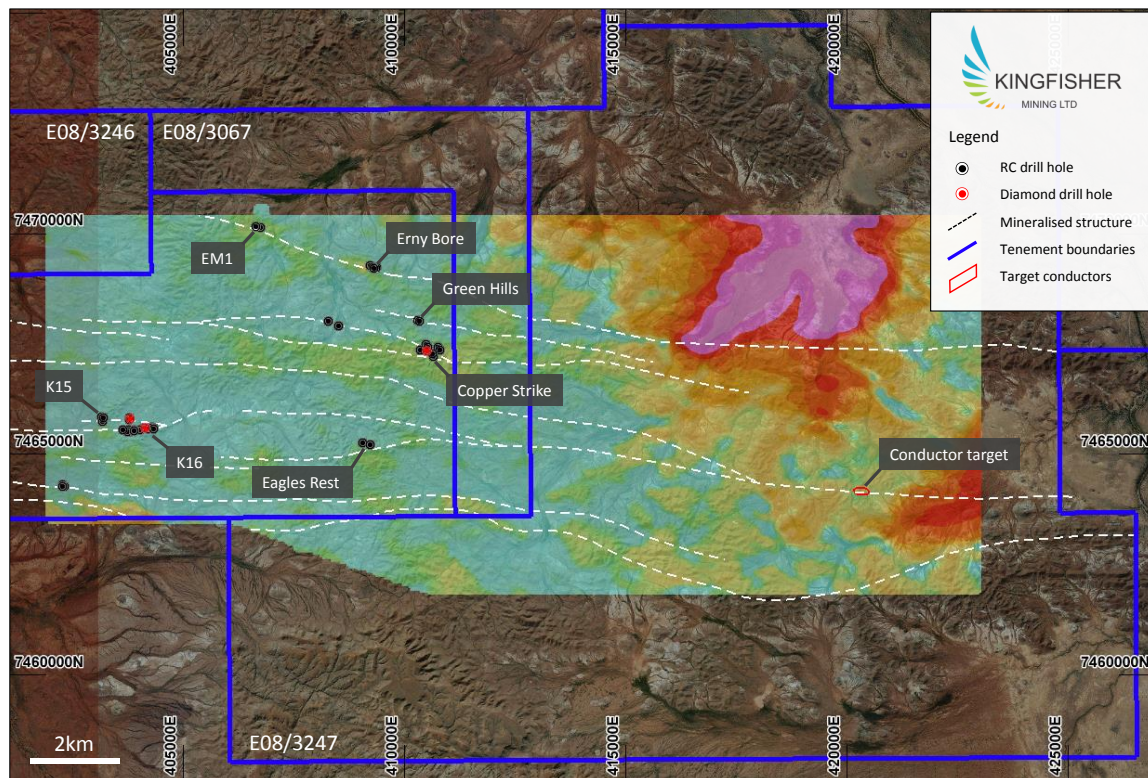 405000E
410000E
415000E
420000E
425000E
KINGFISHER
MINING LTD
Legend
RC drill hole
Diamond drill hole
Mineralised structure
Tenement boundaries
Target conductors
E08/3246
E08/3067
7470000N
EM1
Erny Bore
Green Hills
Copper Strike
K15
K16
Eagles Rest
Conductor target
7465000N
7465000N
7460000N
7460000N
405000E
410000E
415000E
420000E
425000E
2km
E08/3247